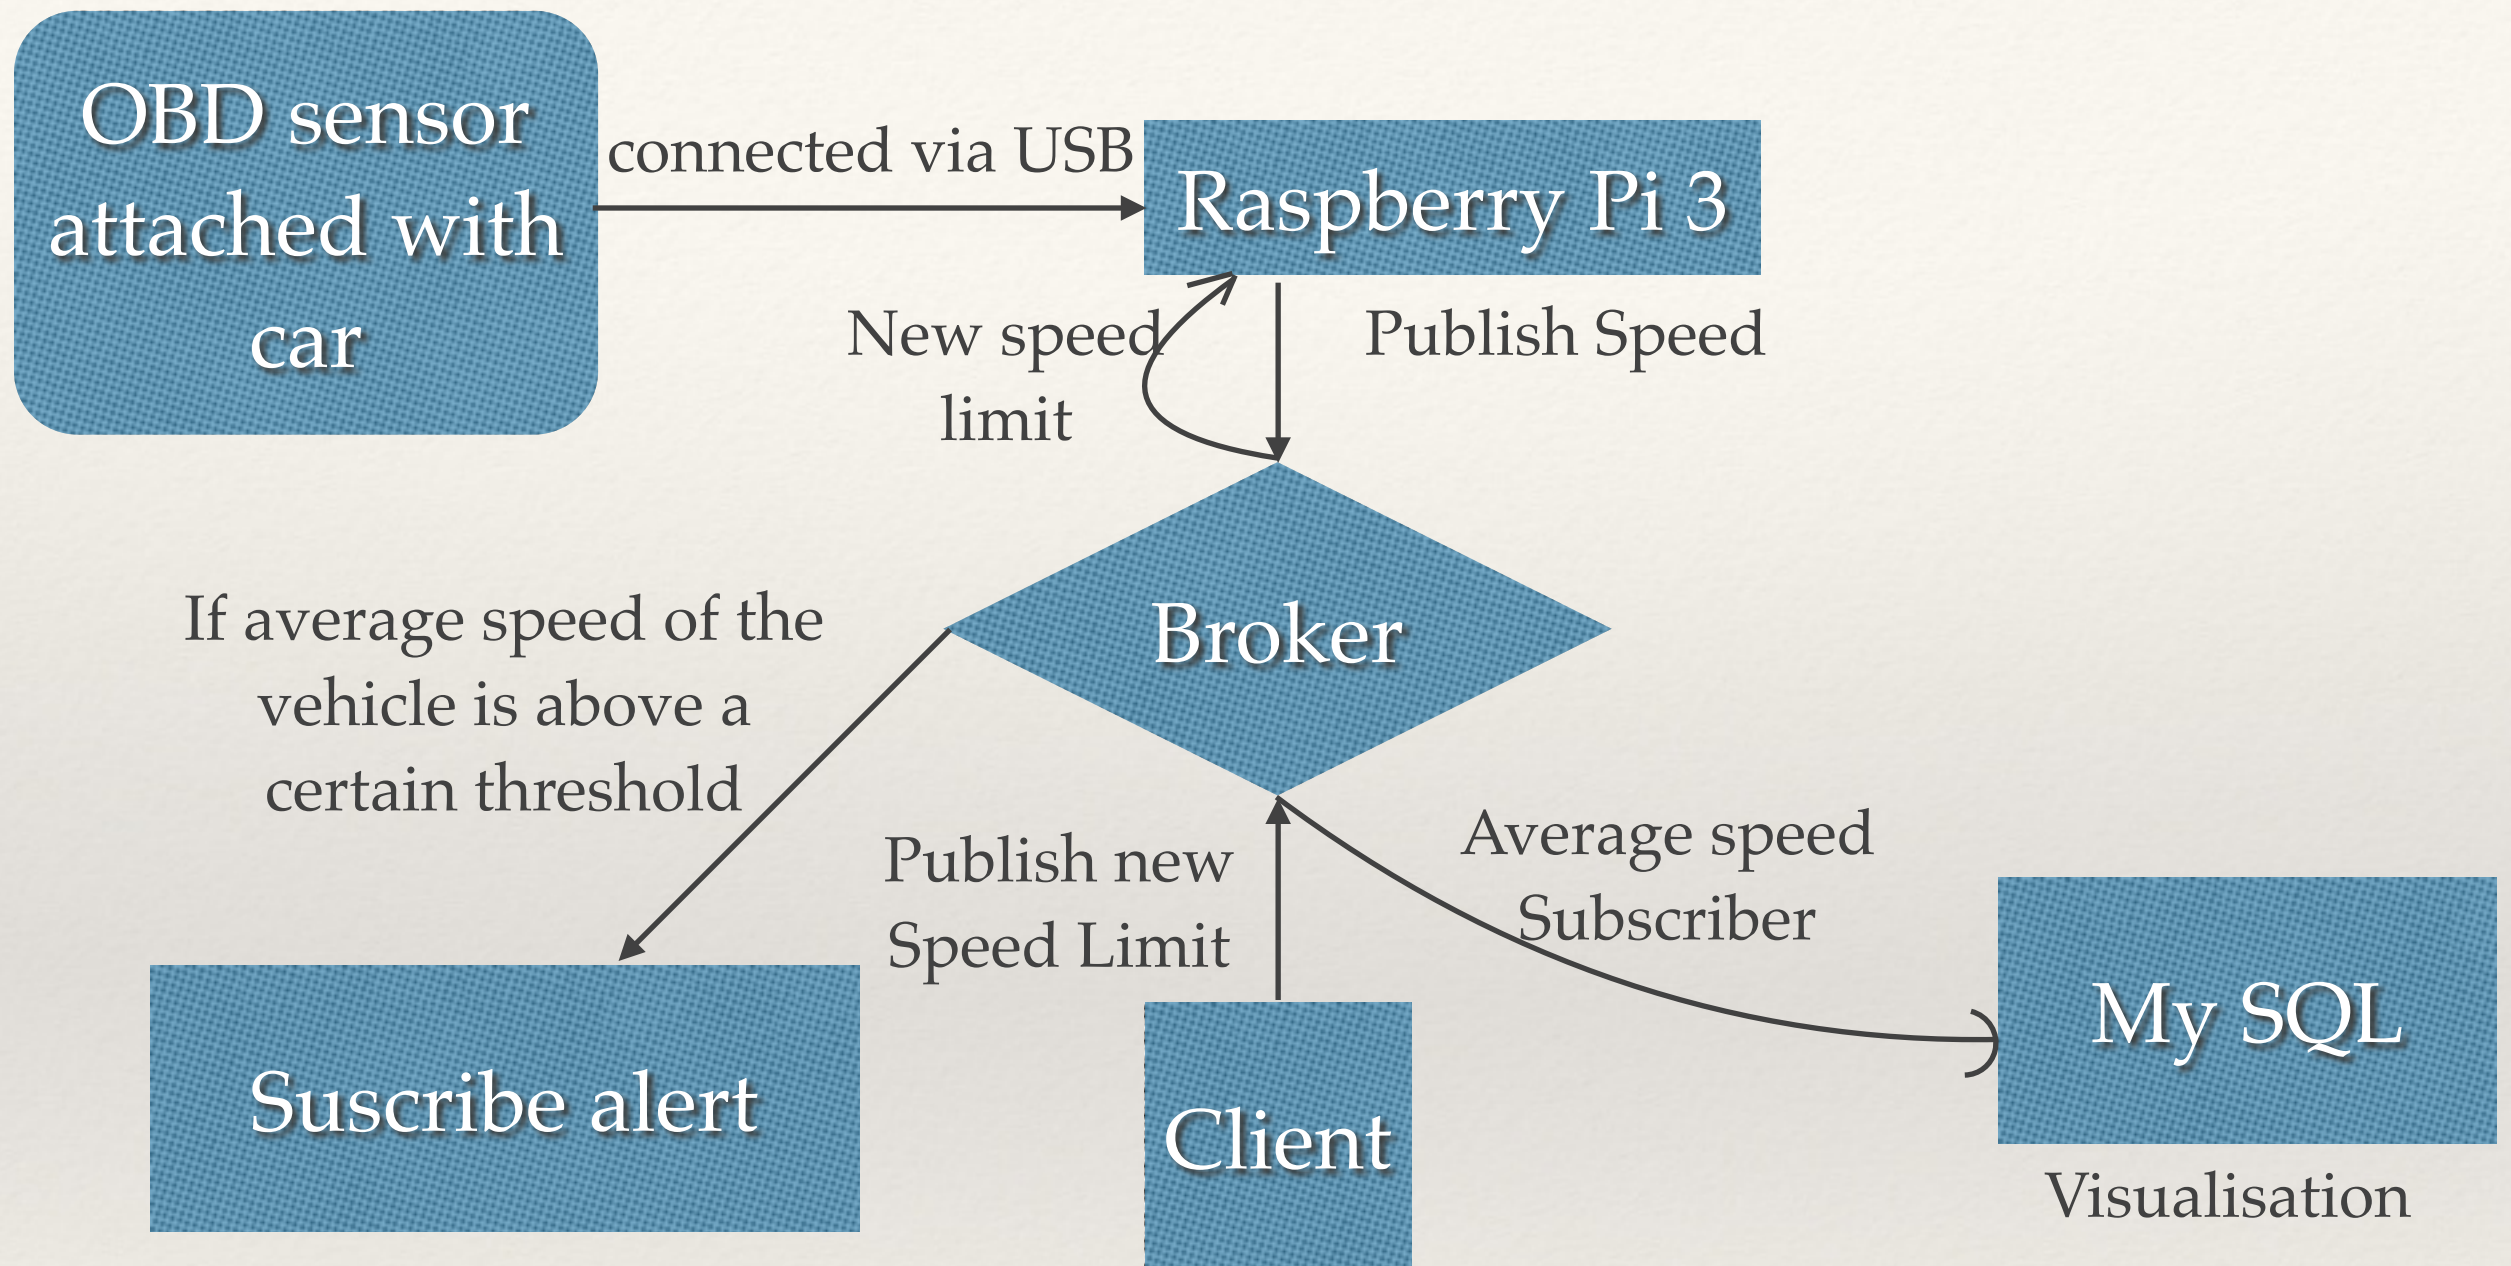 OBD sensor
attached with
car
connected via USB
Raspberry Pi 3
New speed
limit
Publish Speed
Broker
If average speed of the
vehicle is above a
certain threshold
Publish new
Speed Limit
Average speed
Subscriber
Suscribe alert
Client
My SQL
Visualisation